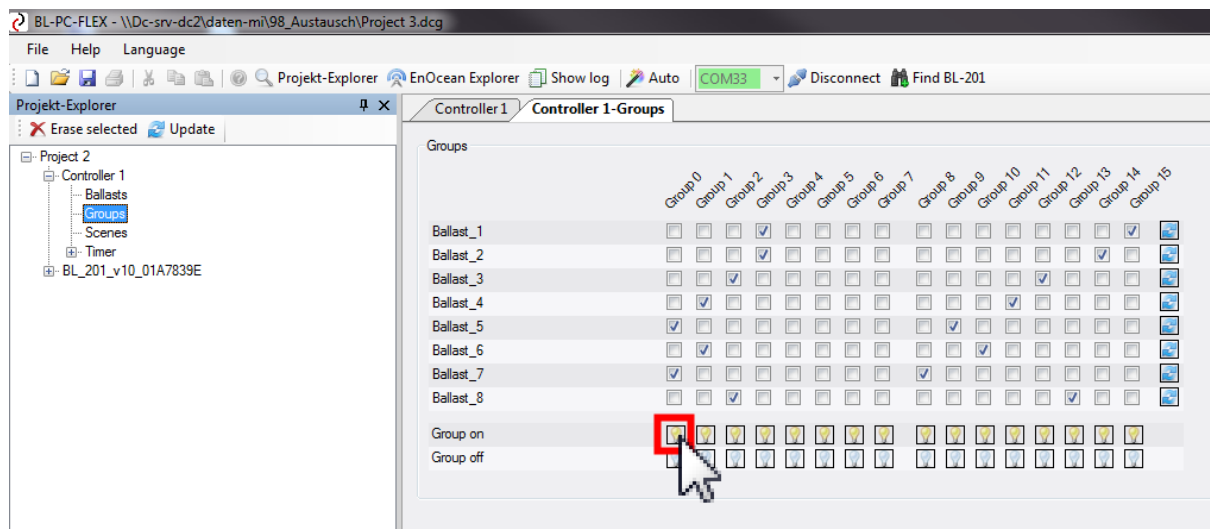 BL-PC-FLEX - \\Dc-srv-dc2\daten-mi\98_Austausch\Project 3.dcg
File Help Language
Projekt-Explorer EnOcean Explorer Show log Auto COM33 Disconnect Find BL-201
Projekt-Explorer
Erase selected Update
Project 2
Controller 1
Ballasts
Groups
Scenes
Timer
BL_201_v10_01A7839E
Controller 1 Controller 1-Groups
Groups
Group 0 Group 1 Group 2 Group 3 Group 4 Group 5 Group 6 Group 7 Group 8 Group 9 Group 10 Group 11 Group 12 Group 13 Group 14 Group 15
Ballast_1
Ballast_2
Ballast_3
Ballast_4
Ballast_5
Ballast_6
Ballast_7
Ballast_8
Group on
Group off